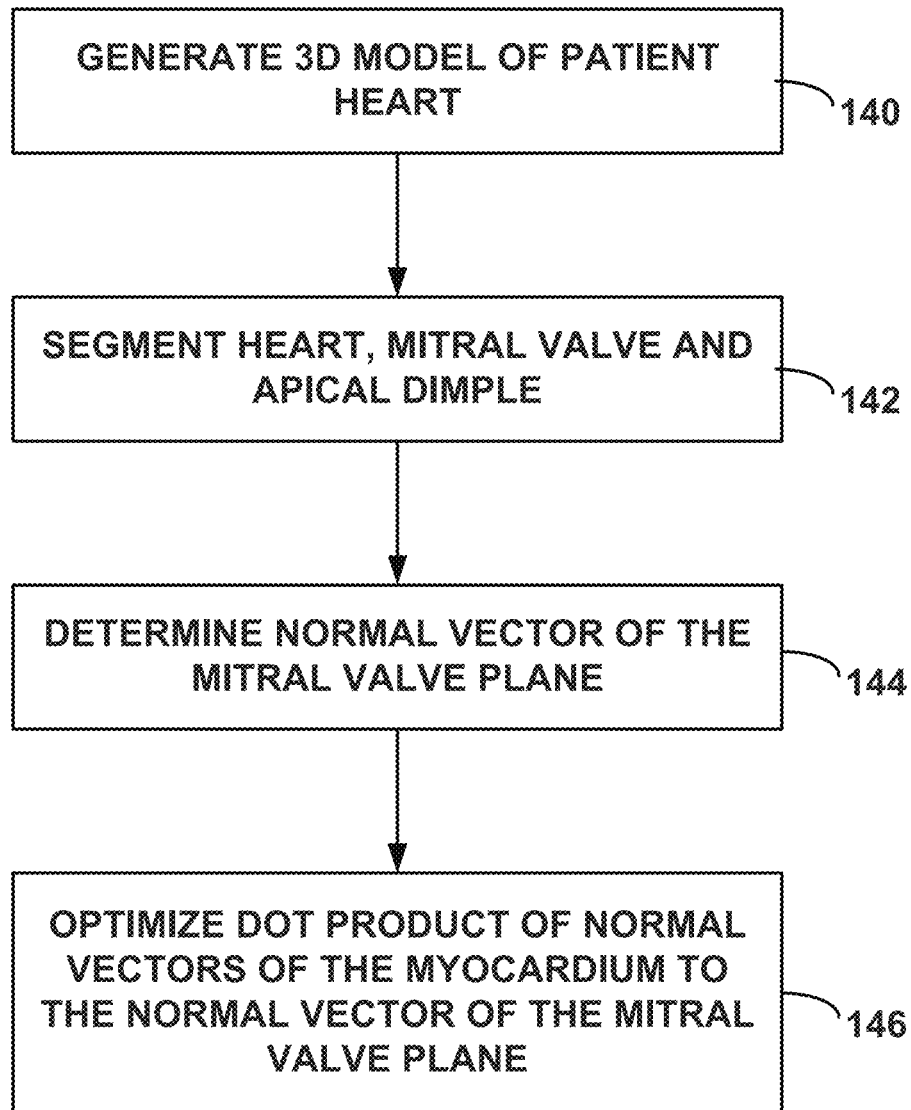 GENERATE 3D MODEL OF PATIENT
HEART
140
SEGMENT HEART, MITRAL VALVE AND
APICAL DIMPLE
142
DETERMINE NORMAL VECTOR OF THE
MITRAL VALVE PLANE
144
OPTIMIZE DOT PRODUCT OF NORMAL
VECTORS OF THE MYOCARDIUM TO
THE NORMAL VECTOR OF THE MITRAL
VALVE PLANE
146